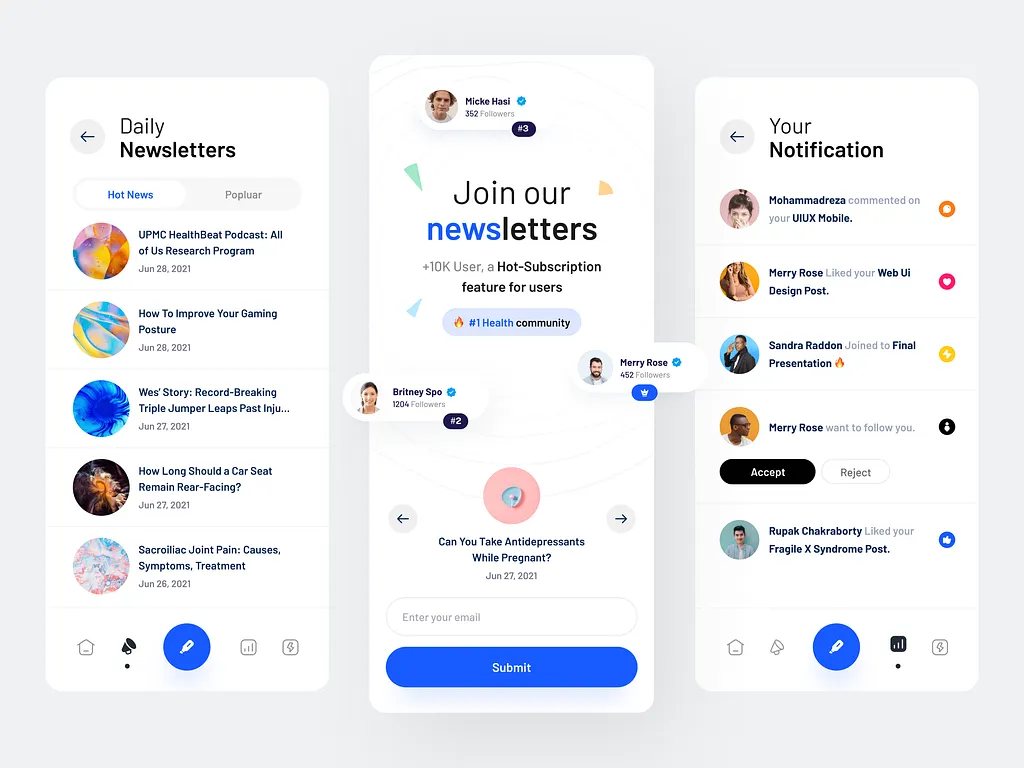 Daily
Newsletters
Hot News
Popluar
UPMC HealthBeat Podcast: All
of Us Research Program
Jun 28, 2021
How To Improve Your Gaming
Posture
Jun 28, 2021
Wes’ Story: Record-Breaking
Triple Jumper Leaps Past Inju...
Jun 27, 2021
How Long Should a Car Seat
Remain Rear-Facing?
Jun 27, 2021
Sacroiliac Joint Pain: Causes,
Symptoms, Treatment
Jun 26, 2021
Micke Hasi
352 Followers
#3
Join our
newsletters
+10K User, a Hot-Subscription
feature for users
🔥 #1 Health community
Merry Rose
452 Followers
Britney Spo
1204 Followers
#2
Can You Take Antidepressants
While Pregnant?
Jun 27, 2021
Enter your email
Submit
Your
Notification
Mohammadreza commented on
your UIUX Mobile.
Merry Rose Liked your Web Ui
Design Post.
Sandra Raddon Joined to Final
Presentation 🔥
Merry Rose want to follow you.
Accept
Reject
Rupak Chakraborty Liked your
Fragile X Syndrome Post.